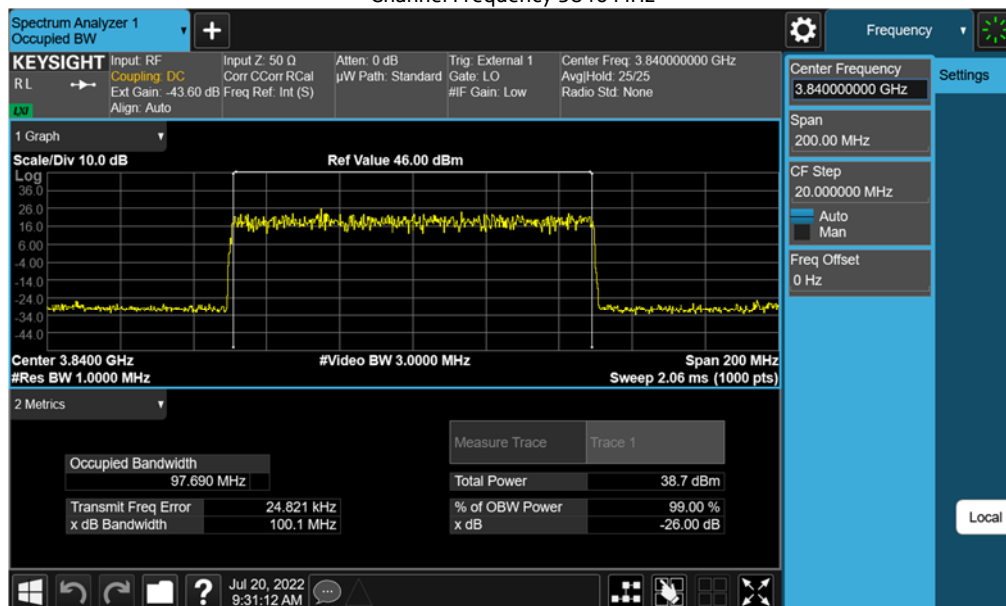 Channel Frequency 3840 MHz
Spectrum Analyzer 1
Occupied BW
Frequency
KEYSIGHT
RL
LXI
Input: RF
Coupling: DC
Ext Gain: -43.60 dB
Align: Auto
Input Z: 50 Ω
Corr CCorr RCal
Freq Ref: Int (S)
Atten: 0 dB
µW Path: Standard
Trig: External 1
Gate: LO
#IF Gain: Low
Center Freq: 3.840000000 GHz
Avg|Hold: 25/25
Radio Std: None
1 Graph
Scale/Div 10.0 dB
Ref Value 46.00 dBm
Log
36.0
26.0
16.0
6.00
-4.00
-14.0
-24.0
-34.0
-44.0
Center 3.8400 GHz
#Video BW 3.0000 MHz
Span 200 MHz
#Res BW 1.0000 MHz
Sweep 2.06 ms (1000 pts)
2 Metrics
Measure Trace
Trace 1
Occupied Bandwidth
97.690 MHz
Total Power
38.7 dBm
Transmit Freq Error
24.821 kHz
% of OBW Power
99.00 %
x dB Bandwidth
100.1 MHz
x dB
-26.00 dB
Center Frequency
3.840000000 GHz
Settings
Span
200.00 MHz
CF Step
20.000000 MHz
Auto
Man
Freq Offset
0 Hz
Local
Jul 20, 2022
9:31:12 AM